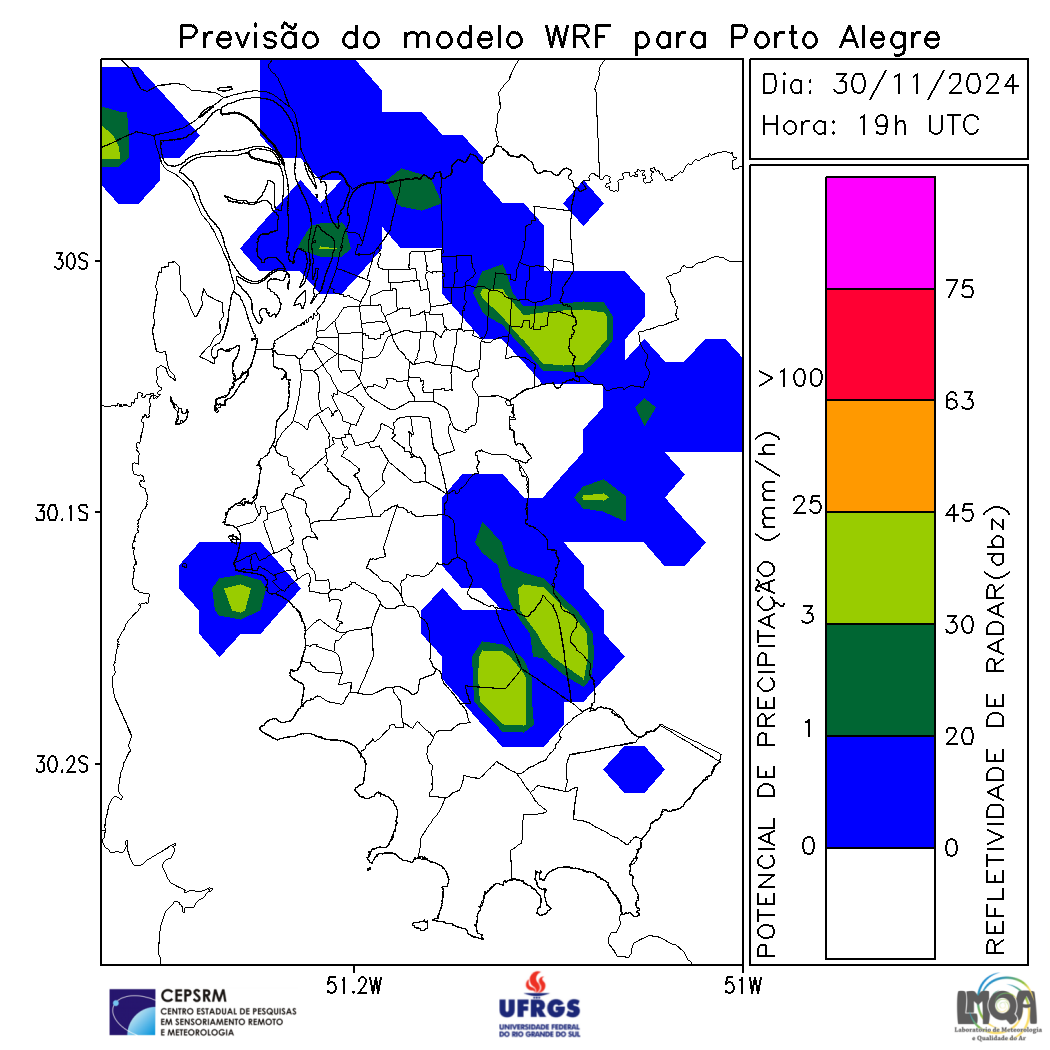 Previsão do modelo WRF para Porto Alegre
Dia: 30/11/2024
Hora: 19h UTC
30S
30.1S
30.2S
51.2W
51W
POTENCIAL DE PRECIPITAÇÃO (mm/h)
>100
25
3
1
0
75
63
45
30
20
0
REFLETIVIDADE DE RADAR(dbz)
CEPSRM
CENTRO ESTADUAL DE PESQUISAS
EM SENSORIAMENTO REMOTO
E METEOROLOGIA
UFRGS
UNIVERSIDADE FEDERAL
DO RIO GRANDE DO SUL
LMQA
Laboratório de Meteorologia
e Qualidade do Ar